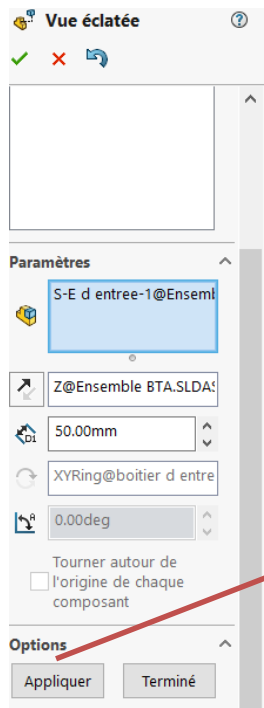 Vue éclatée
Paramètres
S-E d entree-1@Ensemb
Z@Ensemble BTA.SLDAS
D1
50.00mm
XYRing@boitier d entre
0.00deg
Tourner autour de
l'origine de chaque
composant
Options
Appliquer Terminé